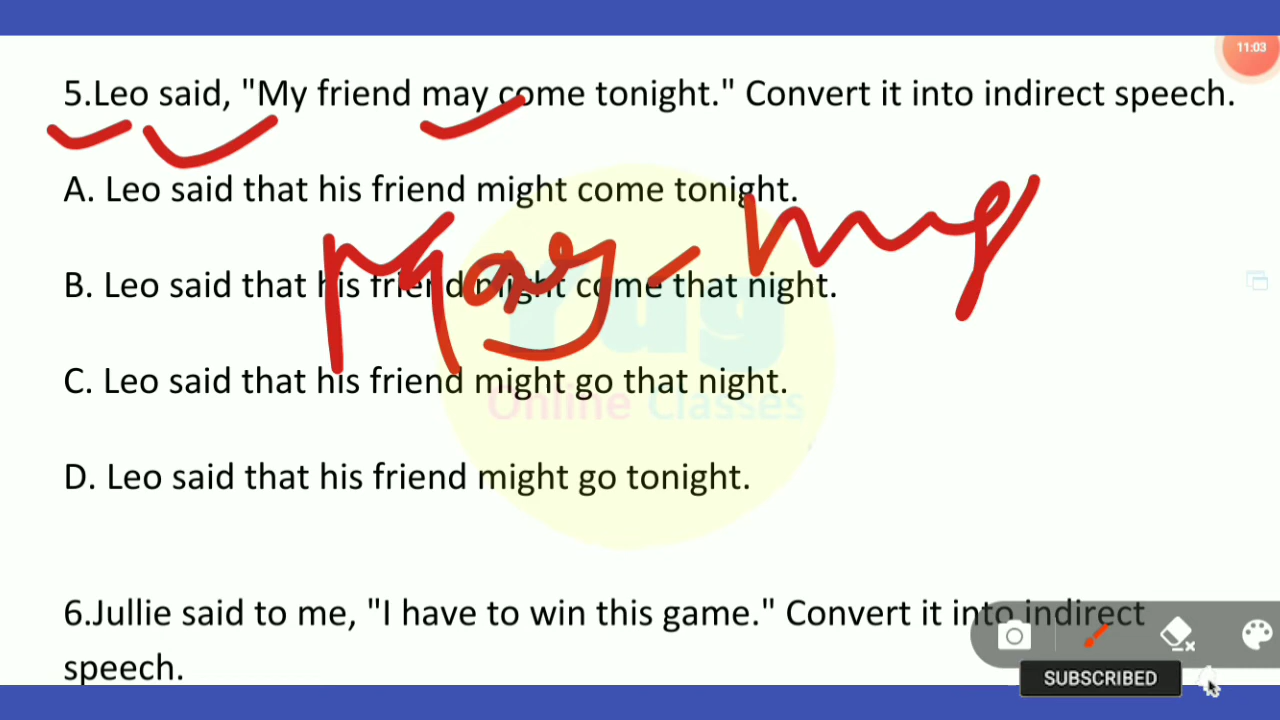 11:03
5.Leo said, "My friend may come tonight." Convert it into indirect speech.
A. Leo said that his friend might come tonight.
May - mig
B. Leo said that his friend might come that night.
Yug
C. Leo said that his friend might go that night.
Online Classes
D. Leo said that his friend might go tonight.
6.Jullie said to me, "I have to win this game." Convert it into indirect
speech.
SUBSCRIBED